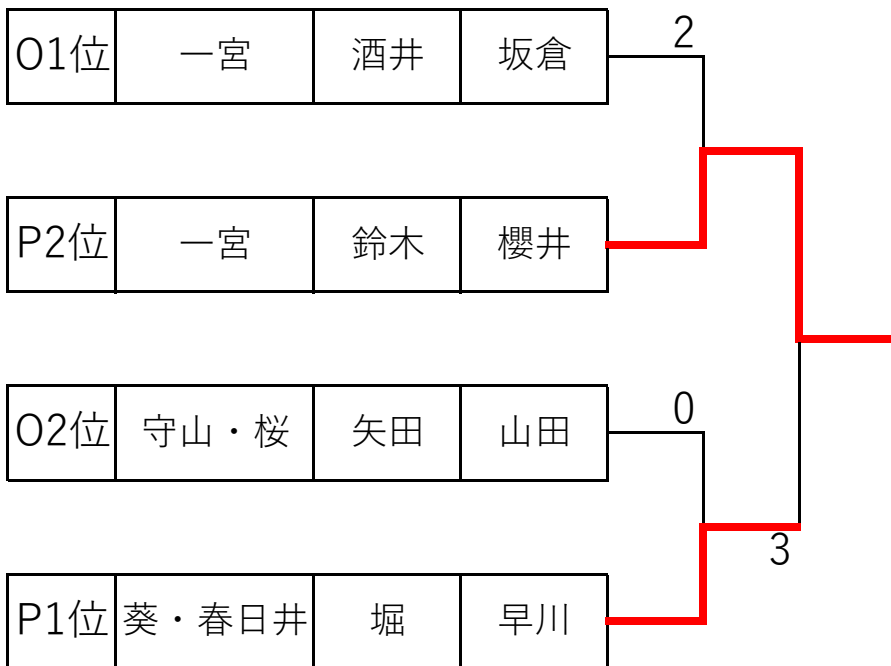 O1位 一宮 酒井 坂倉 2
P2位 一宮 鈴木 櫻井
O2位 守山・桜 矢田 山田 0
3
P1位 葵・春日井 堀 早川